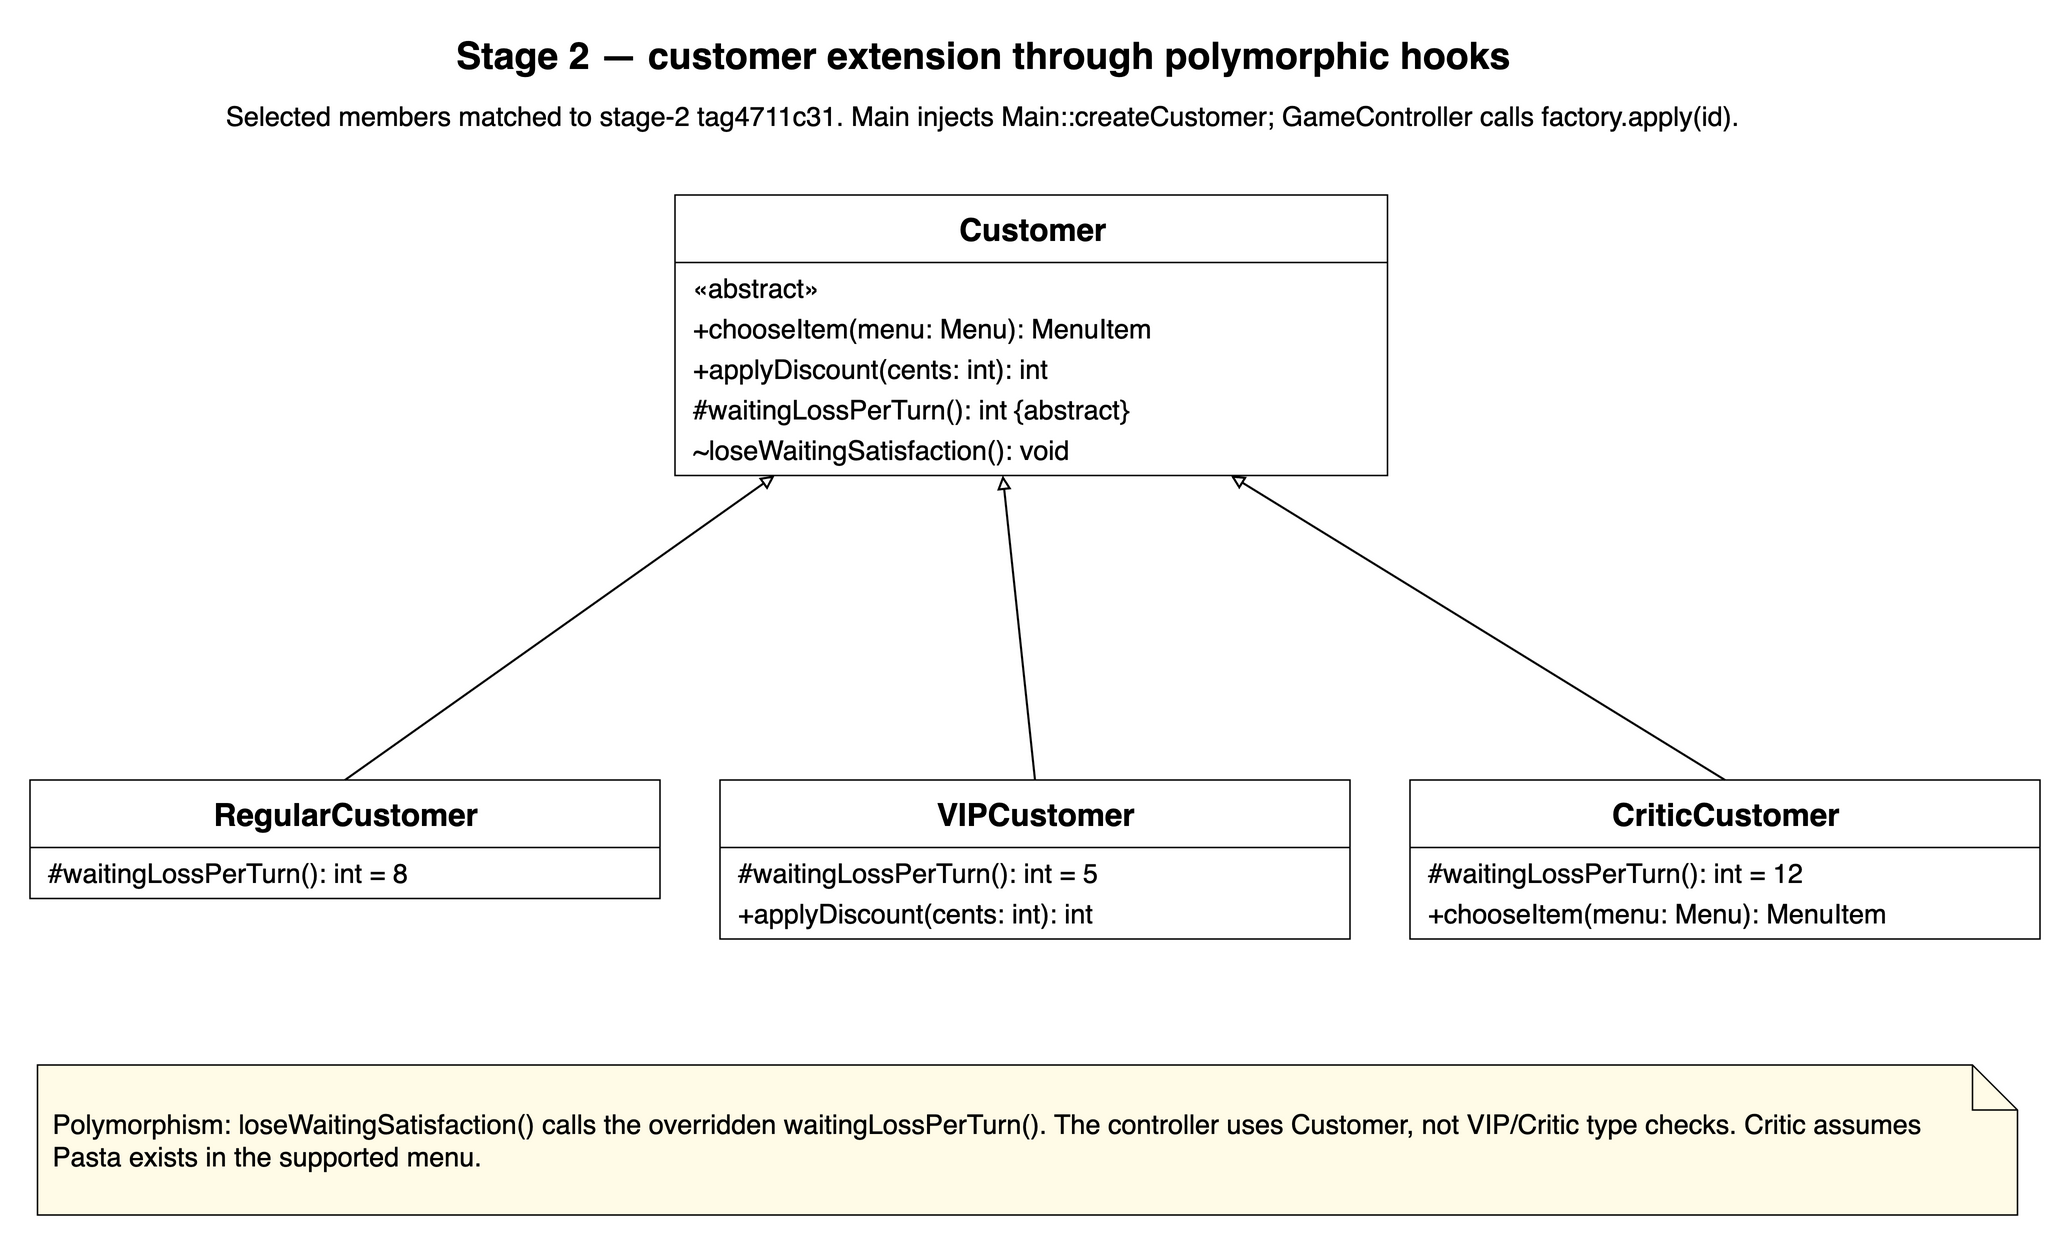 Stage 2 — customer extension through polymorphic hooks
Selected members matched to stage-2 tag4711c31. Main injects Main::createCustomer; GameController calls factory.apply(id).
Customer
«abstract»
+chooseItem(menu: Menu): MenuItem
+applyDiscount(cents: int): int
#waitingLossPerTurn(): int {abstract}
~loseWaitingSatisfaction(): void
RegularCustomer
#waitingLossPerTurn(): int = 8
VIPCustomer
#waitingLossPerTurn(): int = 5
+applyDiscount(cents: int): int
CriticCustomer
#waitingLossPerTurn(): int = 12
+chooseItem(menu: Menu): MenuItem
Polymorphism: loseWaitingSatisfaction() calls the overridden waitingLossPerTurn(). The controller uses Customer, not VIP/Critic type checks. Critic assumes
Pasta exists in the supported menu.